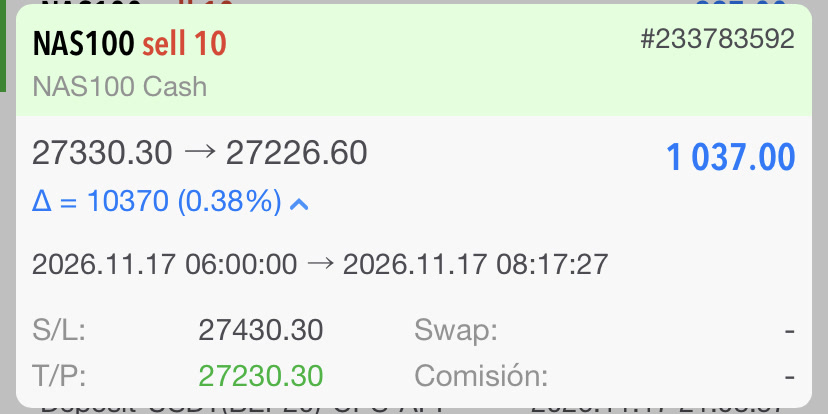 NAS100 sell 10
#233783592
NAS100 Cash
27330.30 → 27226.60
1 037.00
Δ = 10370 (0.38%)
2026.11.17 06:00:00 → 2026.11.17 08:17:27
S/L: 27430.30 Swap: -
T/P: 27230.30 Comisión: -